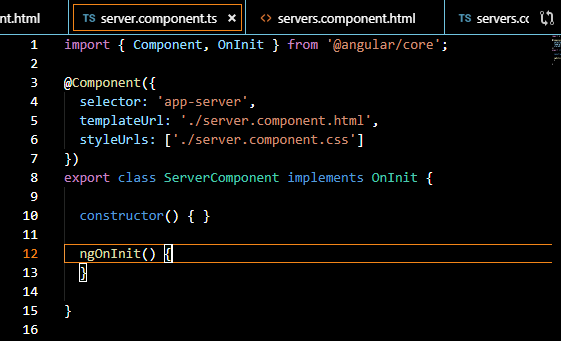 nt.html TS server.component.ts × <> servers.component.html TS servers.co
1 import { Component, OnInit } from '@angular/core';
2
3 @Component({
4   selector: 'app-server',
5   templateUrl: './server.component.html',
6   styleUrls: ['./server.component.css']
7 })
8 export class ServerComponent implements OnInit {
9
10   constructor() { }
11
12   ngOnInit() {
13   }
14
15 }
16